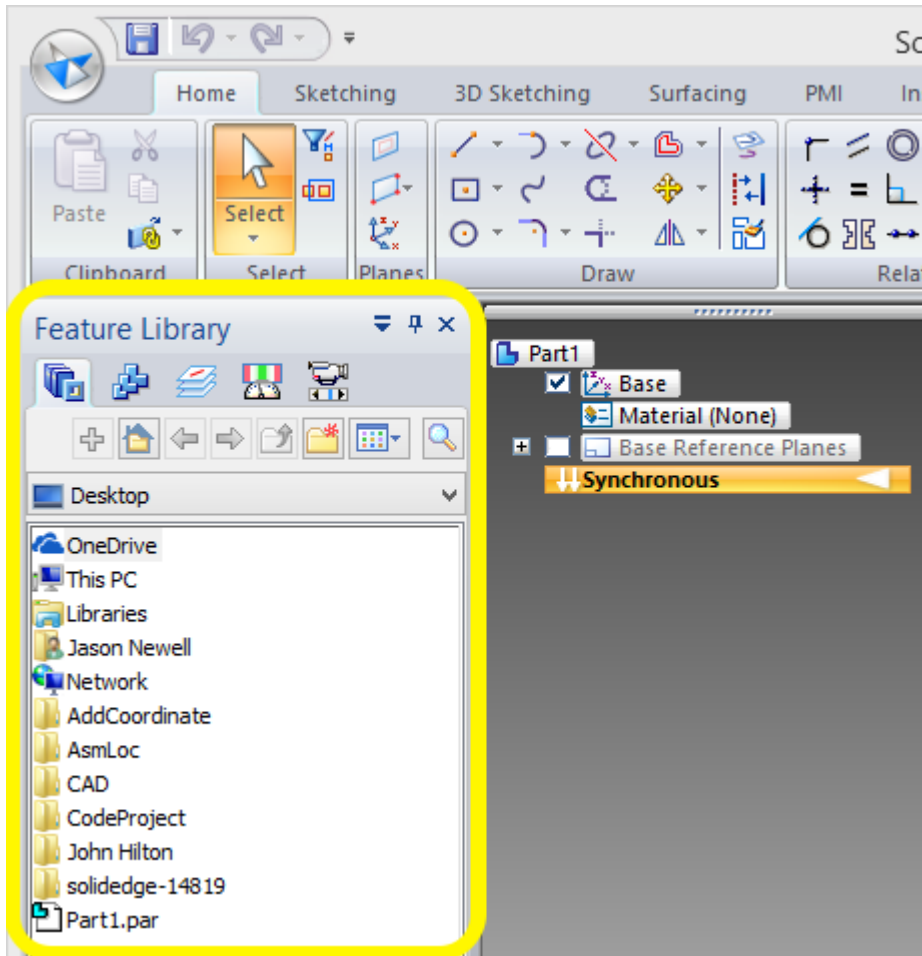 Sc
Home Sketching 3D Sketching Surfacing PMI In
Paste
Select
Clipboard Select Planes Draw Rela
Feature Library
Desktop
OneDrive
This PC
Libraries
Jason Newell
Network
AddCoordinate
AsmLoc
CAD
CodeProject
John Hilton
solidedge-14819
Part1.par
Part1
Base
Material (None)
Base Reference Planes
Synchronous